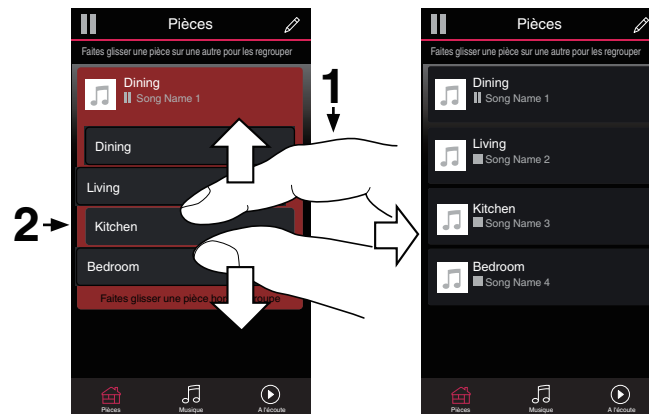 Pièces
Faites glisser une pièce sur une autre pour les regrouper
Dining
Song Name 1
Dining
Living
Kitchen
Bedroom
Faites glisser une pièce hors
Pièces
Musique
A l'écoute
1
2
Pièces
Faites glisser une pièce sur une autre pour les regrouper
Dining
Song Name 1
Living
Song Name 2
Kitchen
Song Name 3
Bedroom
Song Name 4
Pièces
Musique
A l'écoute